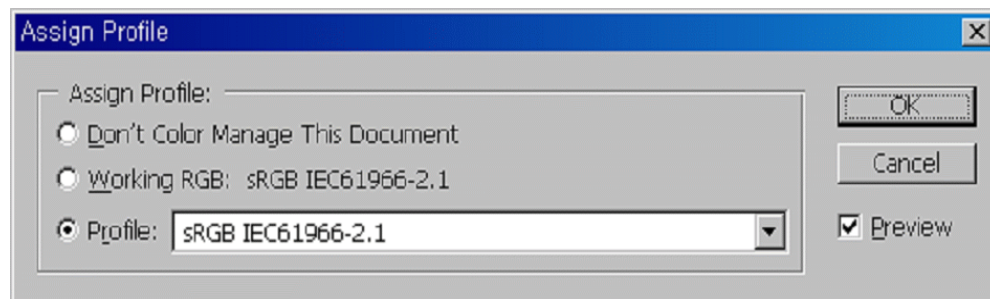 Assign Profile
Assign Profile:
Don't Color Manage This Document
Working RGB: sRGB IEC61966-2.1
Profile: sRGB IEC61966-2.1
OK
Cancel
Preview